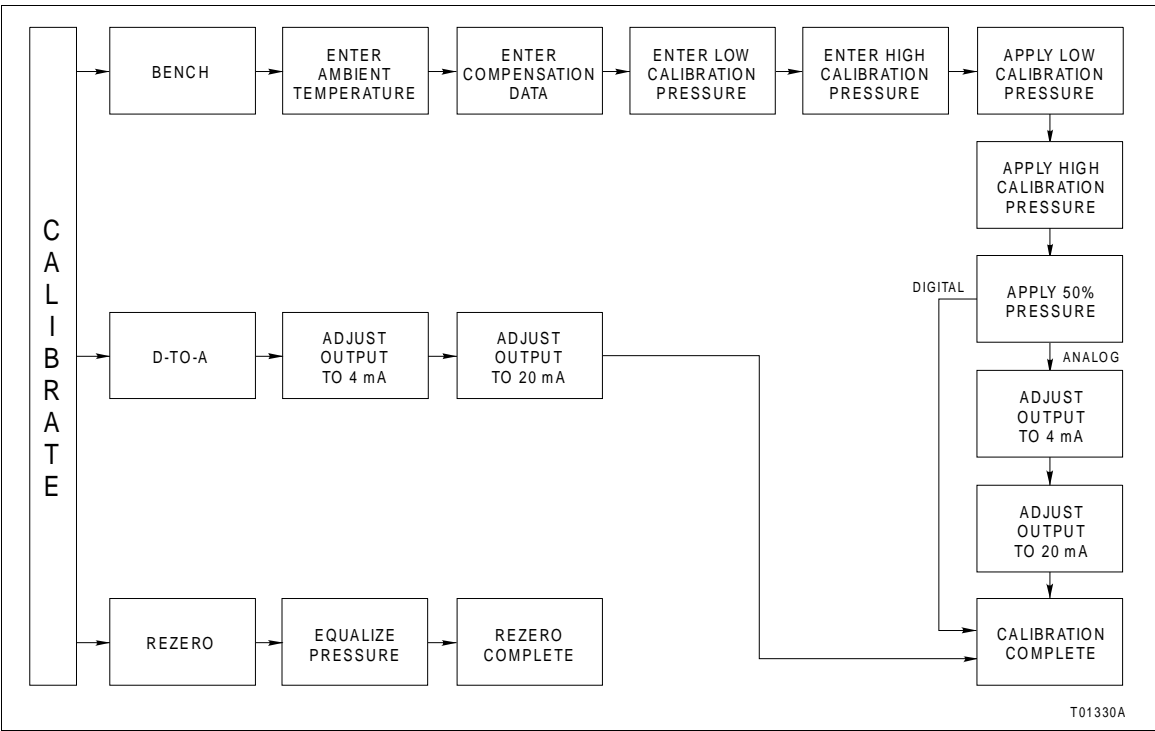 CALIBRATE
BENCH
ENTER
AMBIENT
TEMPERATURE
ENTER
COMPENSATION
DATA
ENTER LOW
CALIBRATION
PRESSURE
ENTER HIGH
CALIBRATION
PRESSURE
APPLY LOW
CALIBRATION
PRESSURE
APPLY HIGH
CALIBRATION
PRESSURE
APPLY 50%
PRESSURE
DIGITAL
ANALOG
ADJUST
OUTPUT
TO 4 mA
ADJUST
OUTPUT
TO 20 mA
CALIBRATION
COMPLETE
D-TO-A
ADJUST
OUTPUT
TO 4 mA
ADJUST
OUTPUT
TO 20 mA
REZERO
EQUALIZE
PRESSURE
REZERO
COMPLETE
T01330A